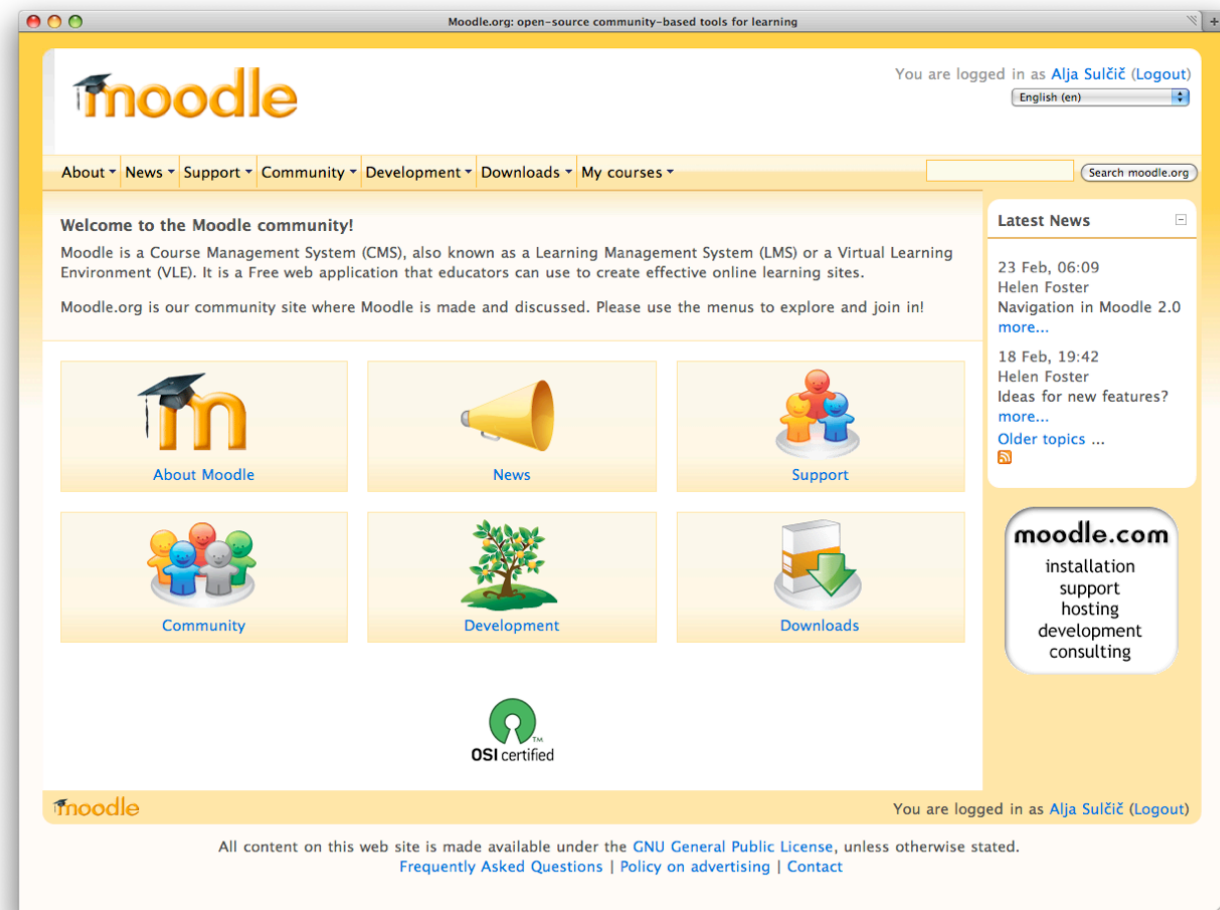 Moodle.org: open-source community-based tools for learning
moodle
You are logged in as Alja Sulčič (Logout)
English (en)
About News Support Community Development Downloads My courses
Search moodle.org
Welcome to the Moodle community!
Moodle is a Course Management System (CMS), also known as a Learning Management System (LMS) or a Virtual Learning
Environment (VLE). It is a Free web application that educators can use to create effective online learning sites.
Moodle.org is our community site where Moodle is made and discussed. Please use the menus to explore and join in!
m
About Moodle
News
Support
Community
Development
Downloads
OSI certified
TM
Latest News
23 Feb, 06:09
Helen Foster
Navigation in Moodle 2.0
more...
18 Feb, 19:42
Helen Foster
Ideas for new features?
more...
Older topics ...
moodle.com
installation
support
hosting
development
consulting
moodle
You are logged in as Alja Sulčič (Logout)
All content on this web site is made available under the GNU General Public License, unless otherwise stated.
Frequently Asked Questions | Policy on advertising | Contact